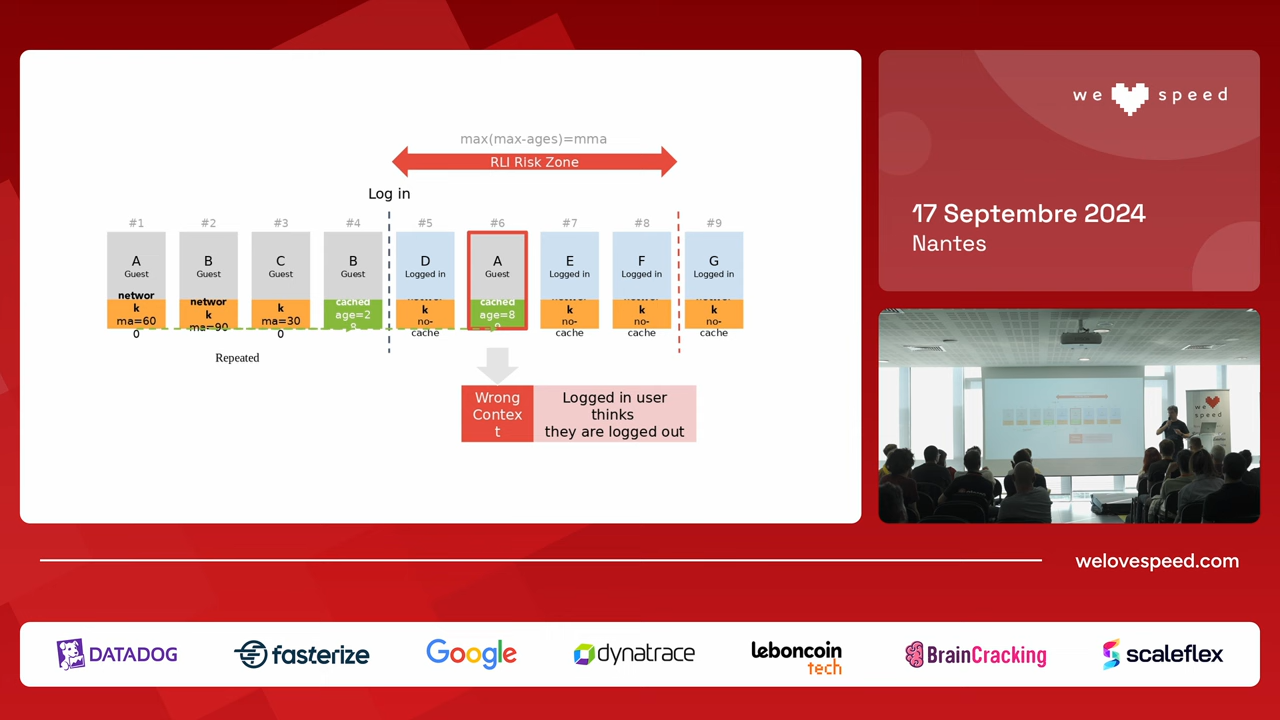 max(max-ages)=mma
RLI Risk Zone
Log in
#1 #2 #3 #4 #5 #6 #7 #8 #9
A B C B D A E F G
Guest Guest Guest Guest Logged in Guest Logged in Logged in Logged in
networ networ cached cached
k k k age=2 k age=8 k k k
ma=60 ma=90 ma=30 no- no- no- no-
0 0 cache cache cache cache
Repeated
Wrong
Contex
t
Logged in user
thinks
they are logged out
we speed
17 Septembre 2024
Nantes
we
speed
welovespeed.com
DATADOG
fasterize
Google
dynatrace
leboncoin
tech
BrainCracking
scaleflex